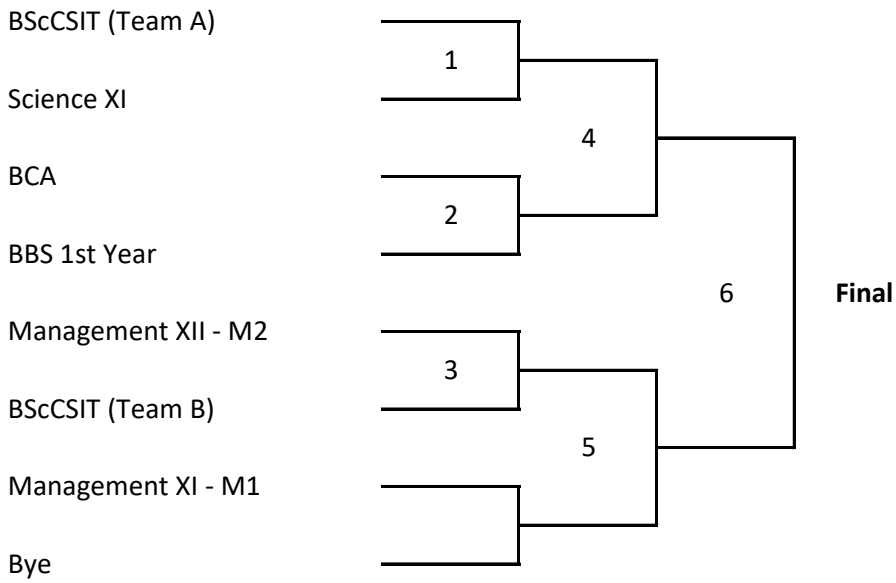 BScCSIT (Team A)
1
Science XI
4
BCA
2
BBS 1st Year
6
Final
Management XII - M2
3
BScCSIT (Team B)
5
Management XI - M1
Bye